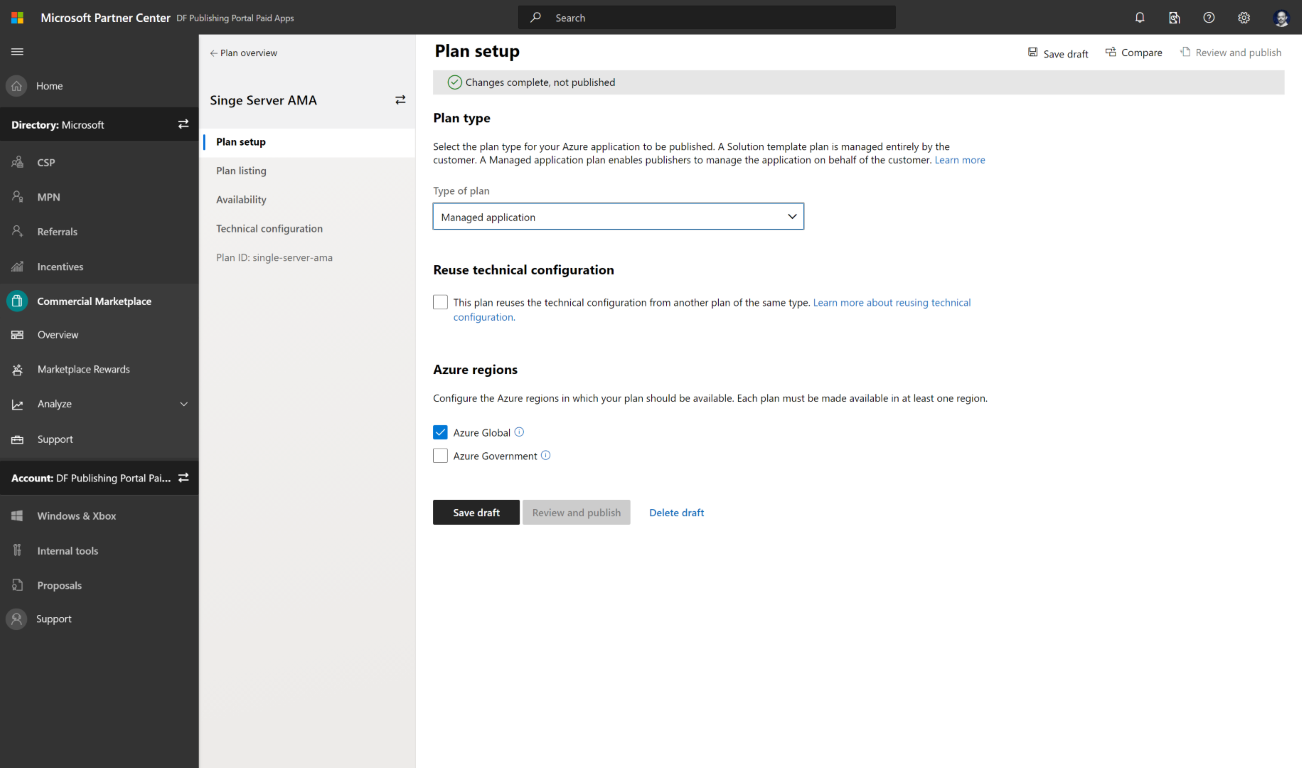 Microsoft Partner Center DF Publishing Portal Paid Apps
Search
Home
Directory: Microsoft
CSP
MPN
Referrals
Incentives
Commercial Marketplace
Overview
Marketplace Rewards
Analyze
Support
Account: DF Publishing Portal Pai...
Windows & Xbox
Internal tools
Proposals
Support
Plan overview
Singe Server AMA
Plan setup
Plan listing
Availability
Technical configuration
Plan ID: single-server-ama
Plan setup
Save draft
Compare
Review and publish
Changes complete, not published
Plan type
Select the plan type for your Azure application to be published. A Solution template plan is managed entirely by the
customer. A Managed application plan enables publishers to manage the application on behalf of the customer. Learn more
Type of plan
Managed application
Reuse technical configuration
This plan reuses the technical configuration from another plan of the same type. Learn more about reusing technical
configuration.
Azure regions
Configure the Azure regions in which your plan should be available. Each plan must be made available in at least one region.
Azure Global
Azure Government
Save draft
Review and publish
Delete draft